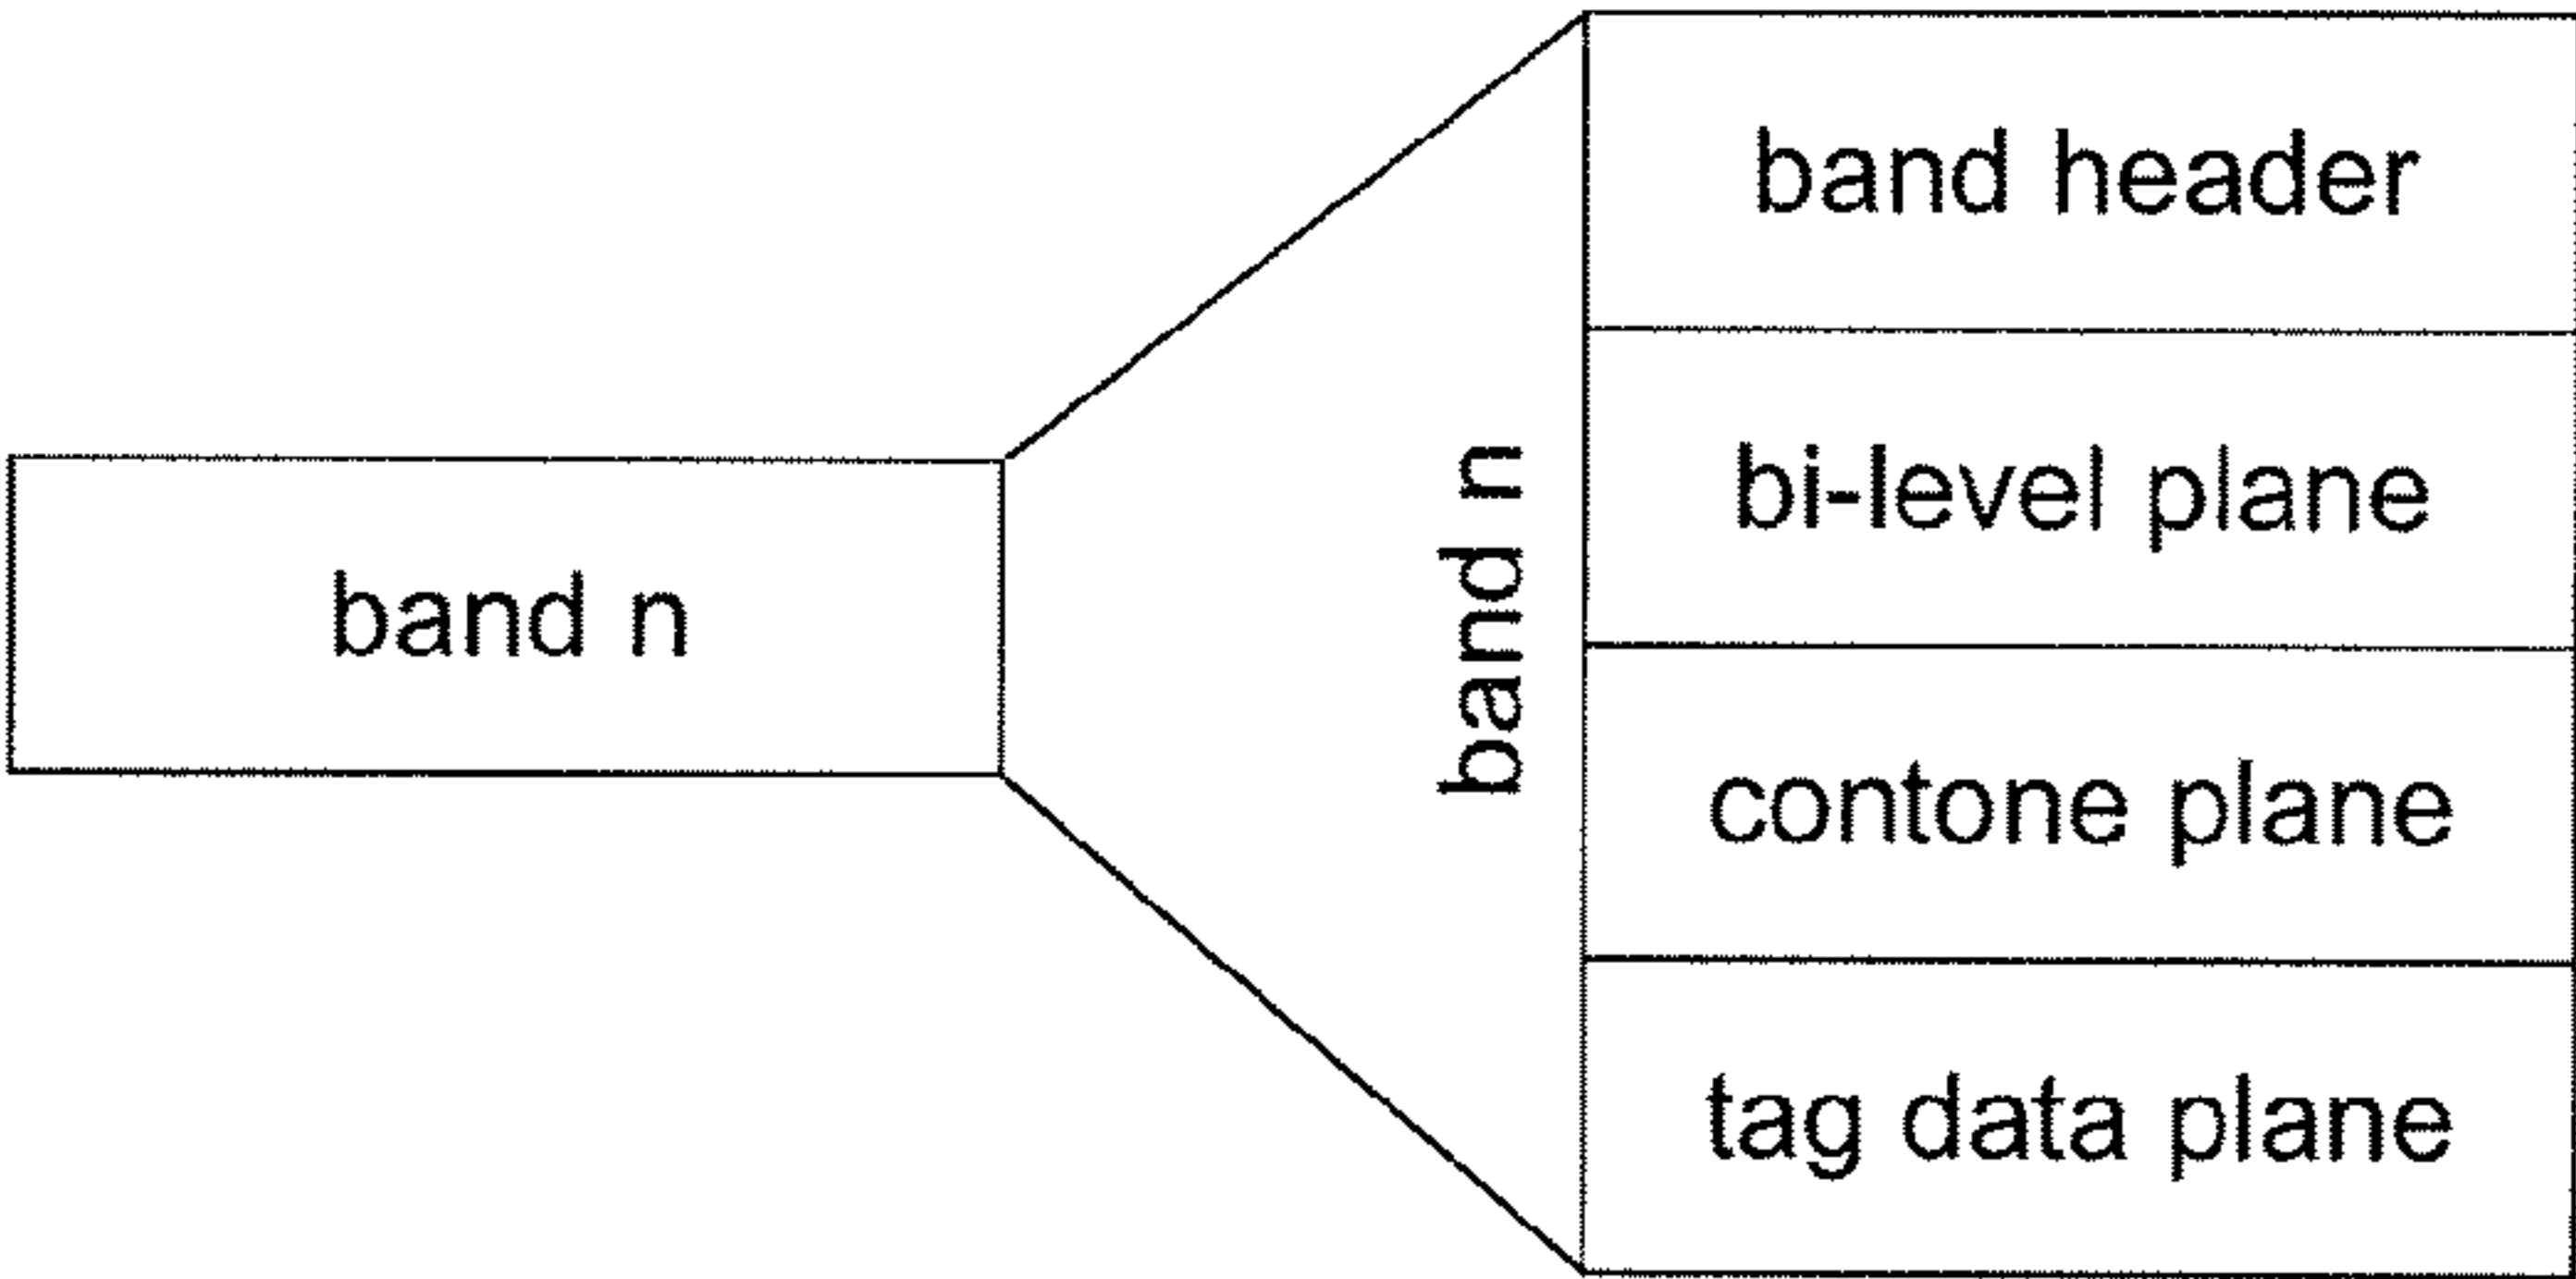 band n
band n
band header
bi-level plane
contone plane
tag data plane